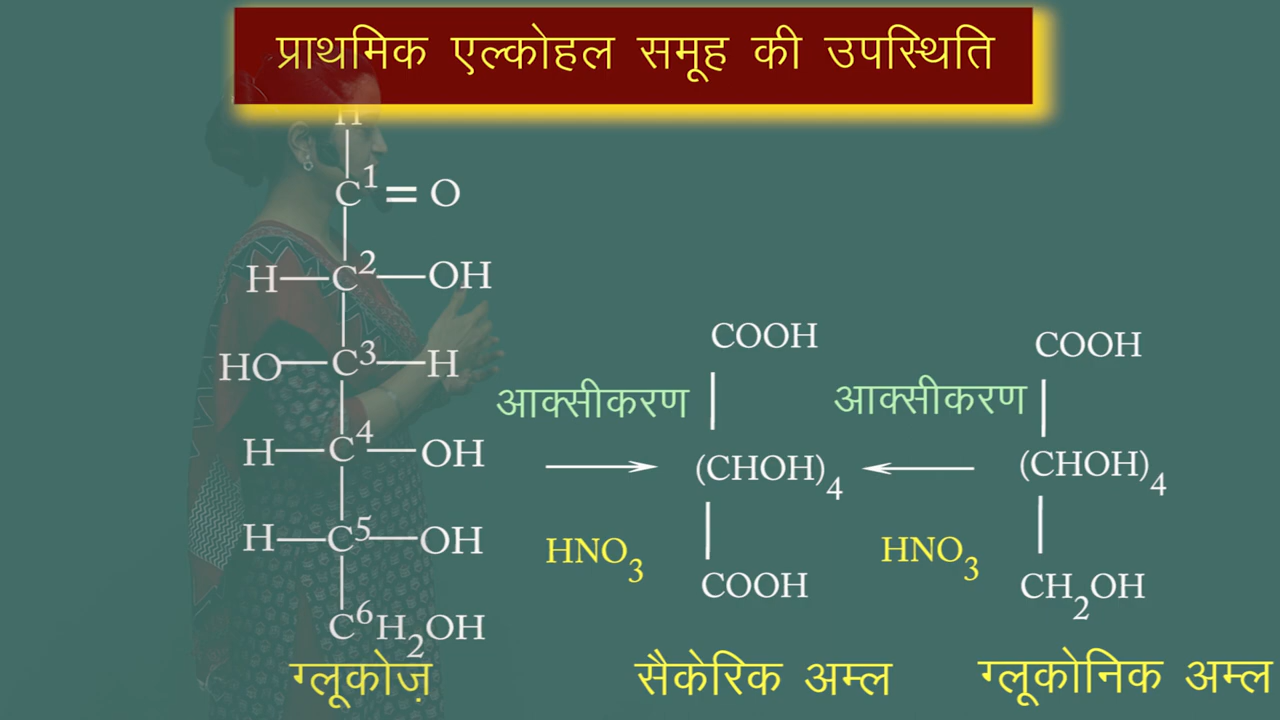 प्राथमिक एल्कोहल समूह की उपस्थिति
H
C1 = O
H—C2—OH
HO—C3—H
H—C4—OH
H—C5—OH
C6H2OH
ग्लूकोज़
आक्सीकरण
HNO3
COOH
(CHOH)4
COOH
सैकेरिक अम्ल
आक्सीकरण
HNO3
COOH
(CHOH)4
CH2OH
ग्लूकोनिक अम्ल